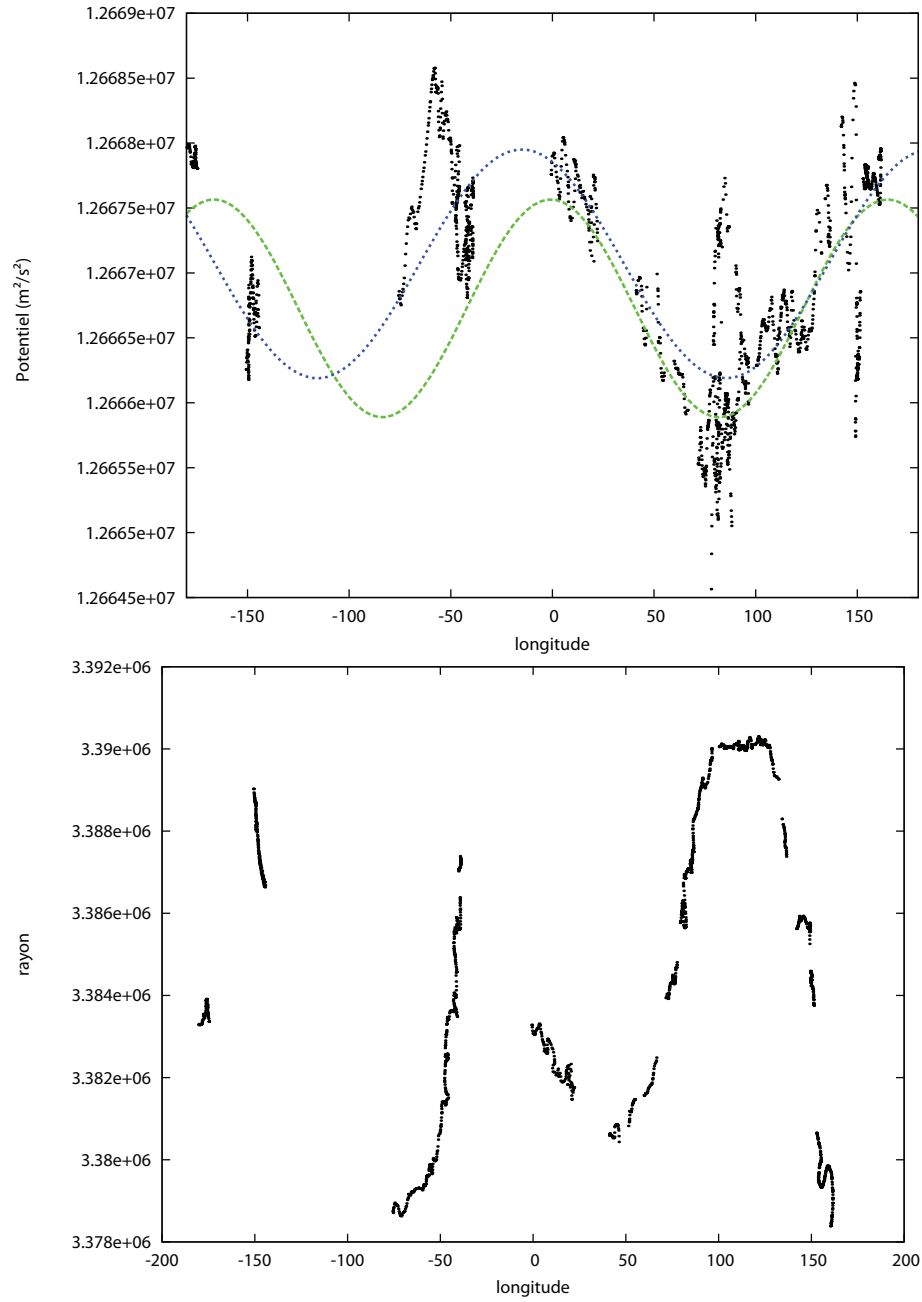 1.2669e+07
1.26685e+07
1.2668e+07
1.26675e+07
1.2667e+07
1.26665e+07
1.2666e+07
1.26655e+07
1.2665e+07
1.26645e+07
Potentiel (m²/s²)
-150 -100 -50 0 50 100 150
longitude
3.392e+06
3.39e+06
3.388e+06
3.386e+06
3.384e+06
3.382e+06
3.38e+06
3.378e+06
rayon
-200 -150 -100 -50 0 50 100 150 200
longitude